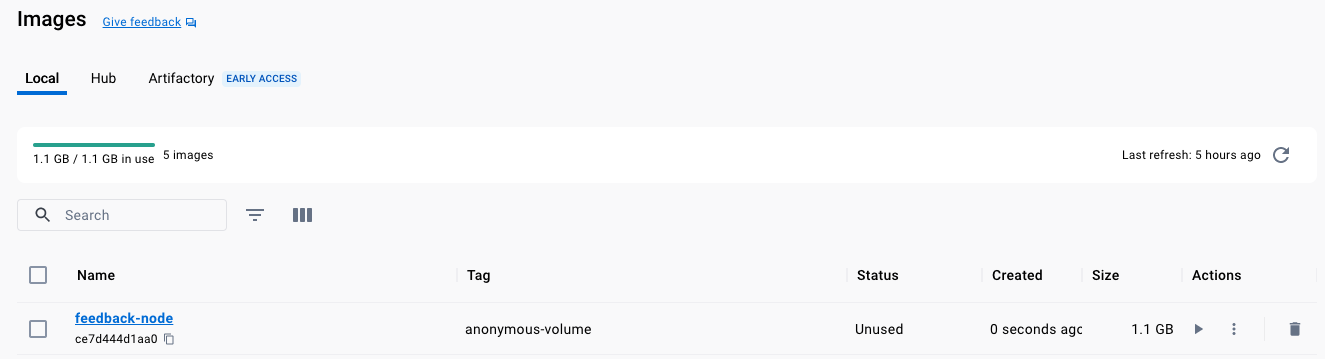 Images Give feedback
Local Hub Artifactory EARLY ACCESS
1.1 GB / 1.1 GB in use 5 images Last refresh: 5 hours ago
Search
Name Tag Status Created Size Actions
feedback-node
ce7d444d1aa0
anonymous-volume Unused 0 seconds agc 1.1 GB